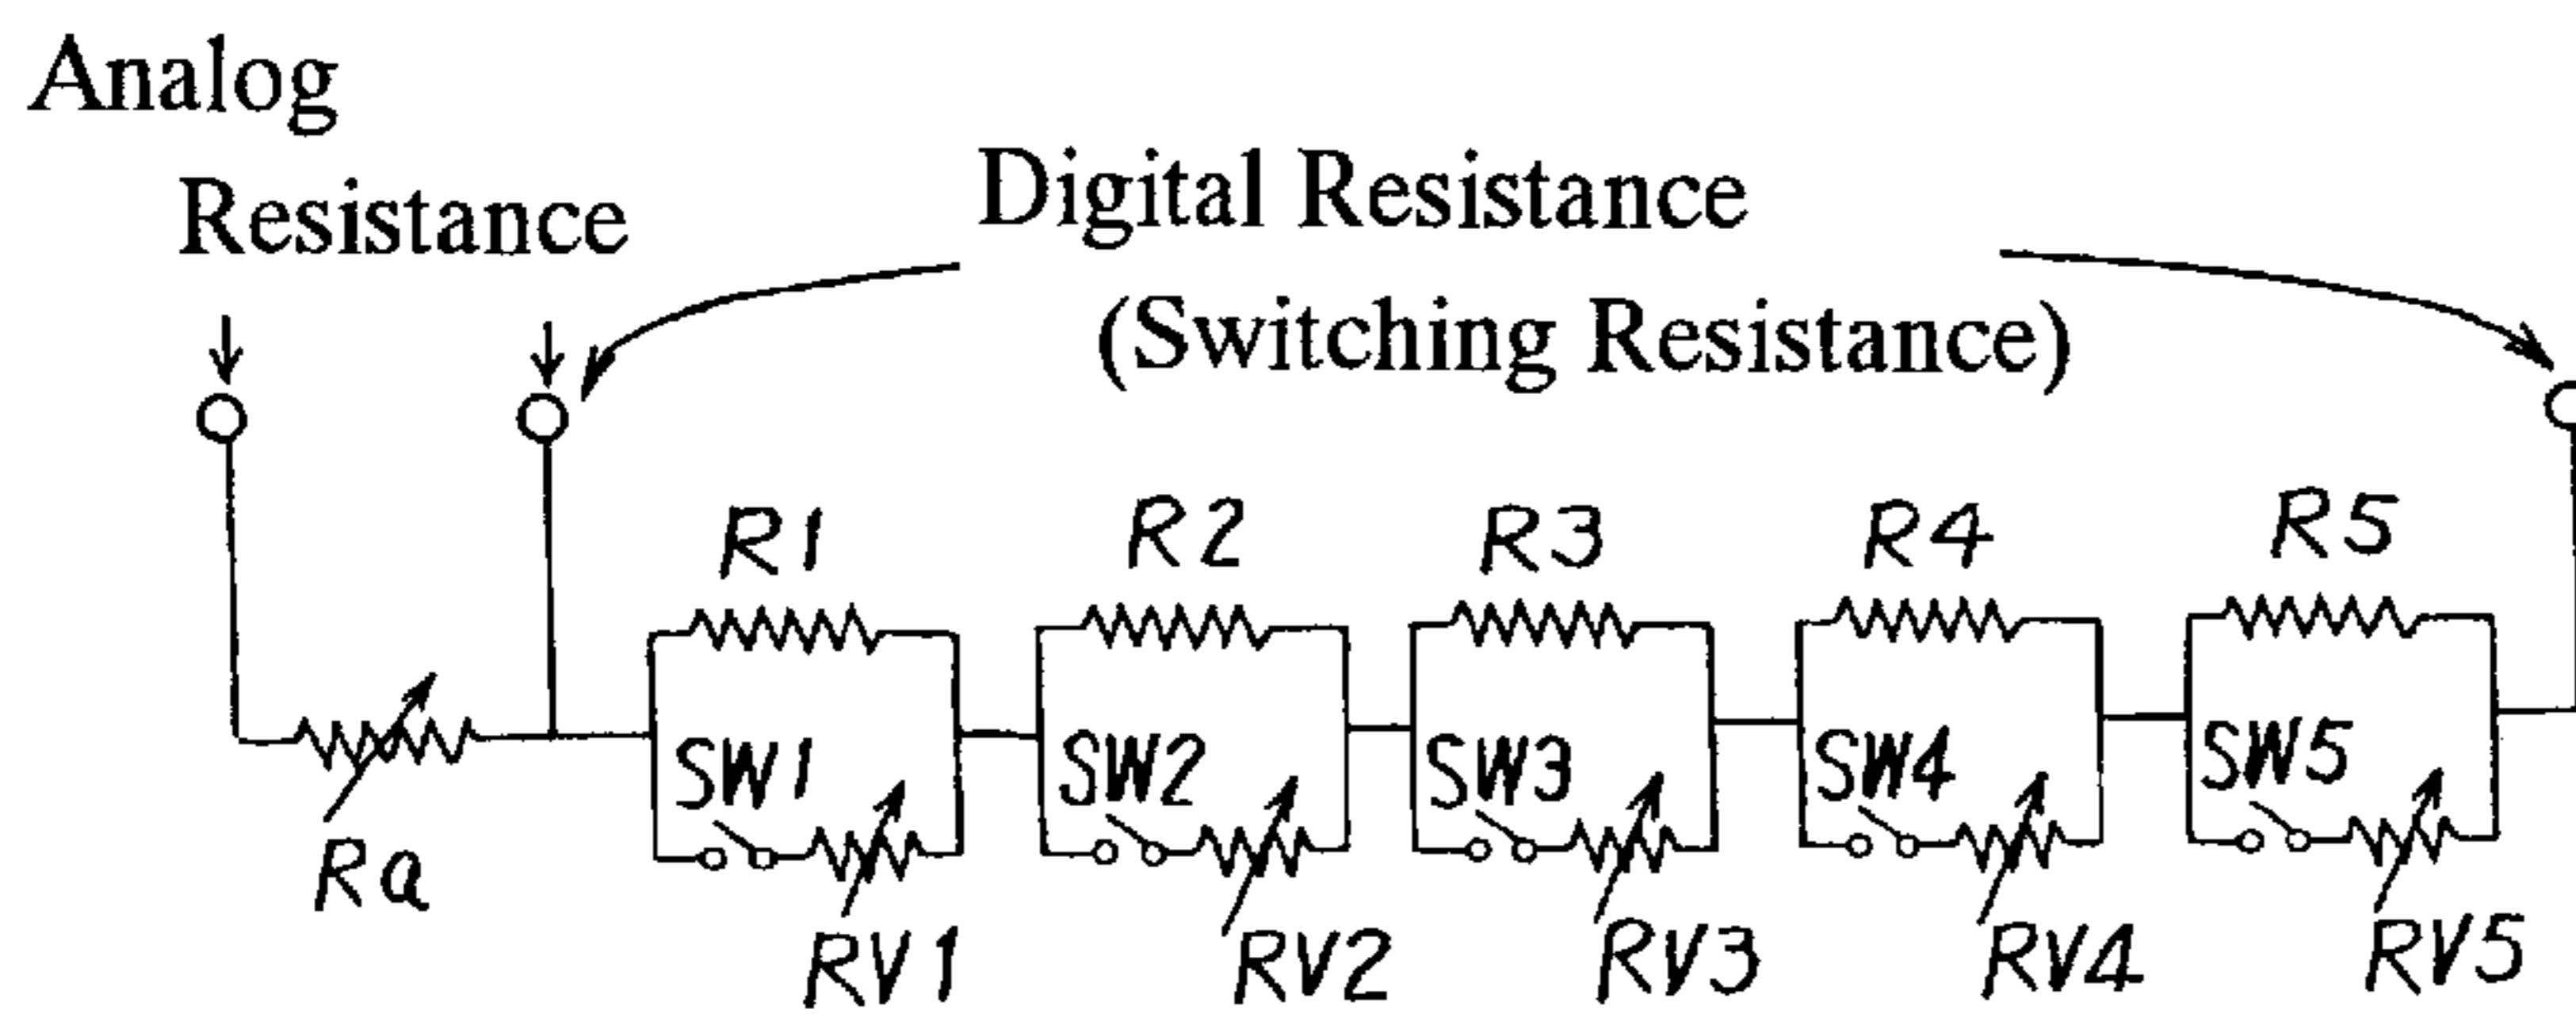 Analog
Resistance
Digital Resistance
(Switching Resistance)
R1 R2 R3 R4 R5
SW1 SW2 SW3 SW4 SW5
Ra
RV1 RV2 RV3 RV4 RV5